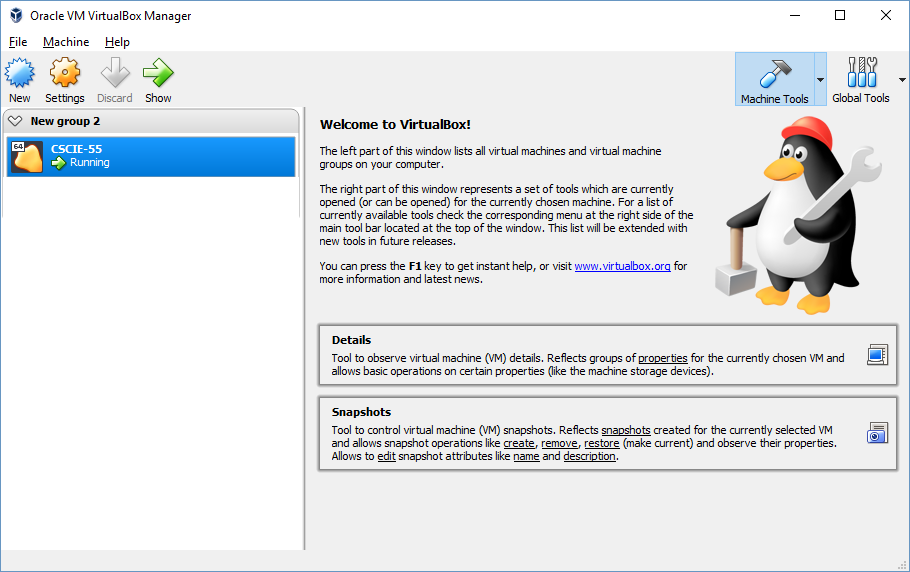 Oracle VM VirtualBox Manager
File Machine Help
New Settings Discard Show
Machine Tools Global Tools
New group 2
64
CSCIE-55
Running
Welcome to VirtualBox!
The left part of this window lists all virtual machines and virtual machine
groups on your computer.
The right part of this window represents a set of tools which are currently
opened (or can be opened) for the currently chosen machine. For a list of
currently available tools check the corresponding menu at the right side of the
main tool bar located at the top of the window. This list will be extended with
new tools in future releases.
You can press the F1 key to get instant help, or visit www.virtualbox.org for
more information and latest news.
Details
Tool to observe virtual machine (VM) details. Reflects groups of properties for the currently chosen VM and
allows basic operations on certain properties (like the machine storage devices).
Snapshots
Tool to control virtual machine (VM) snapshots. Reflects snapshots created for the currently selected VM
and allows snapshot operations like create, remove, restore (make current) and observe their properties.
Allows to edit snapshot attributes like name and description.